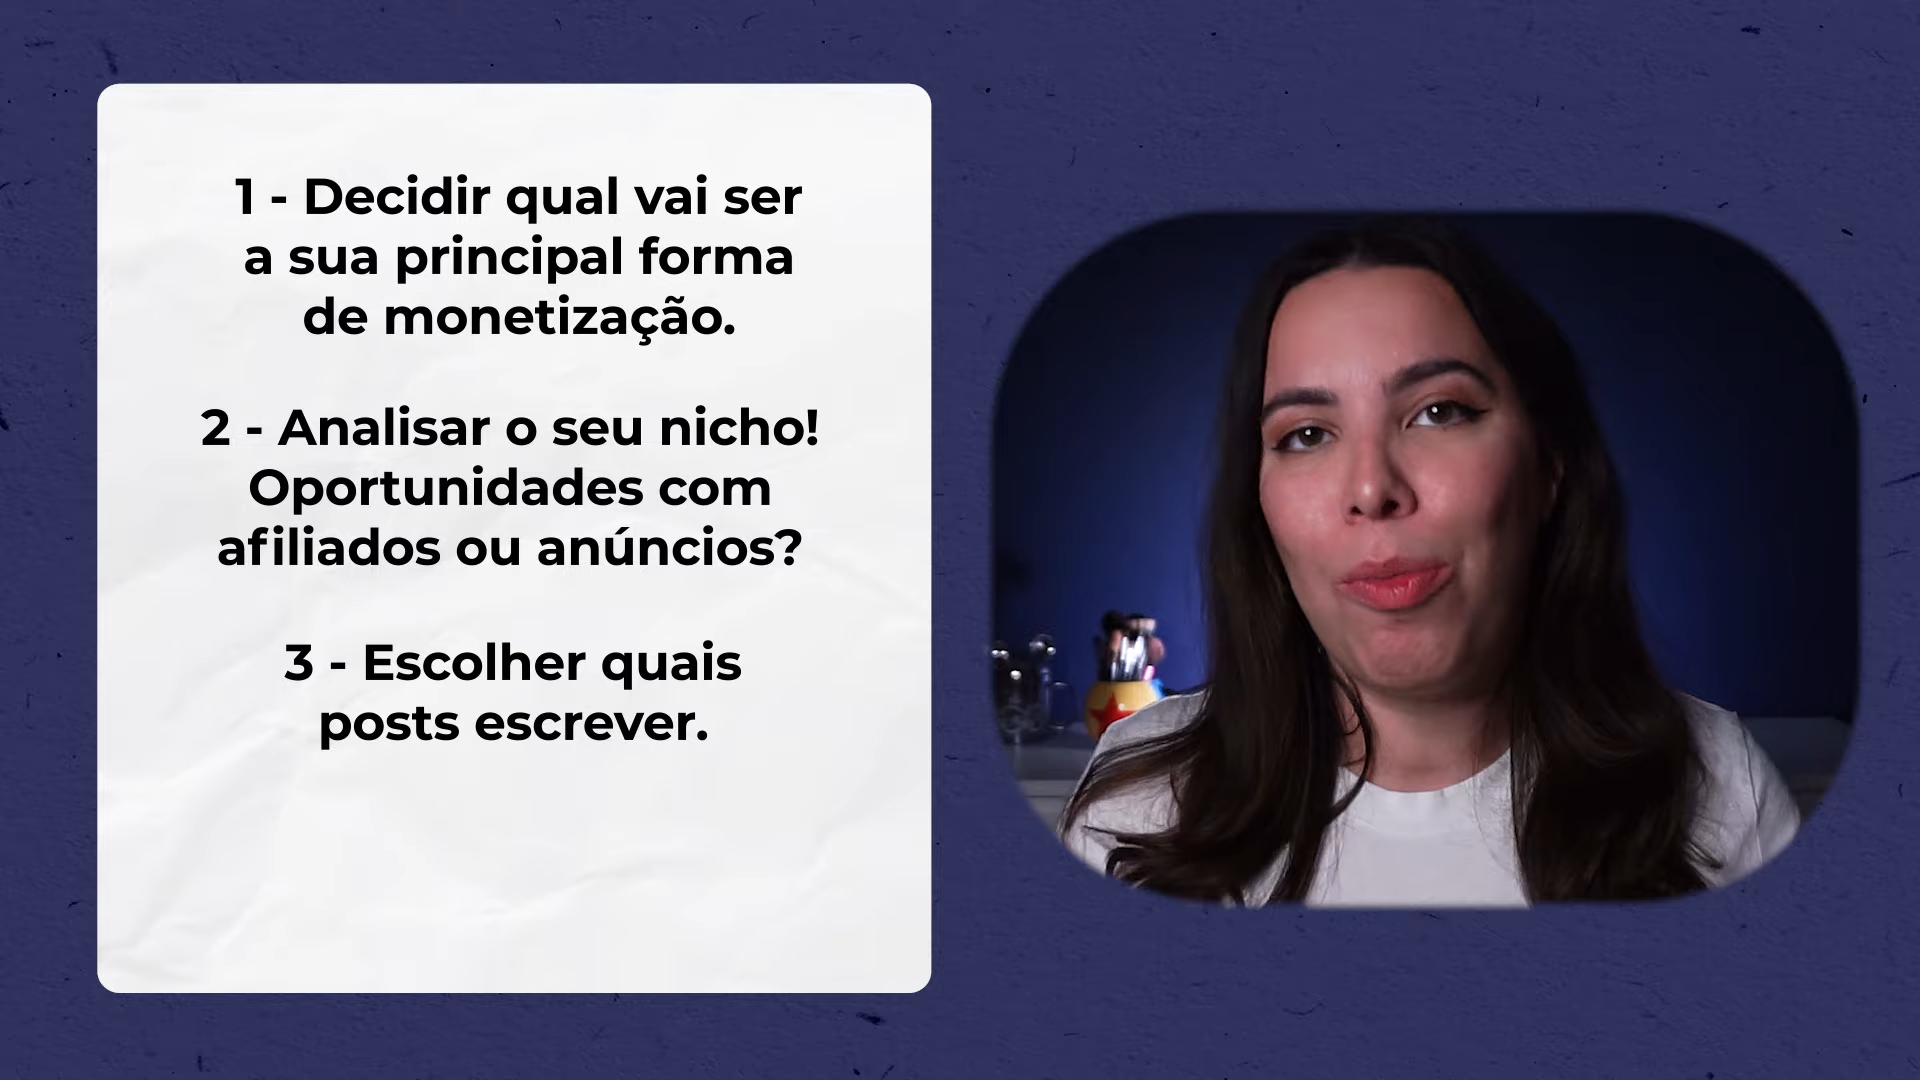 1 - Decidir qual vai ser
a sua principal forma
de monetização.
2 - Analisar o seu nicho!
Oportunidades com
afiliados ou anúncios?
3 - Escolher quais
posts escrever.